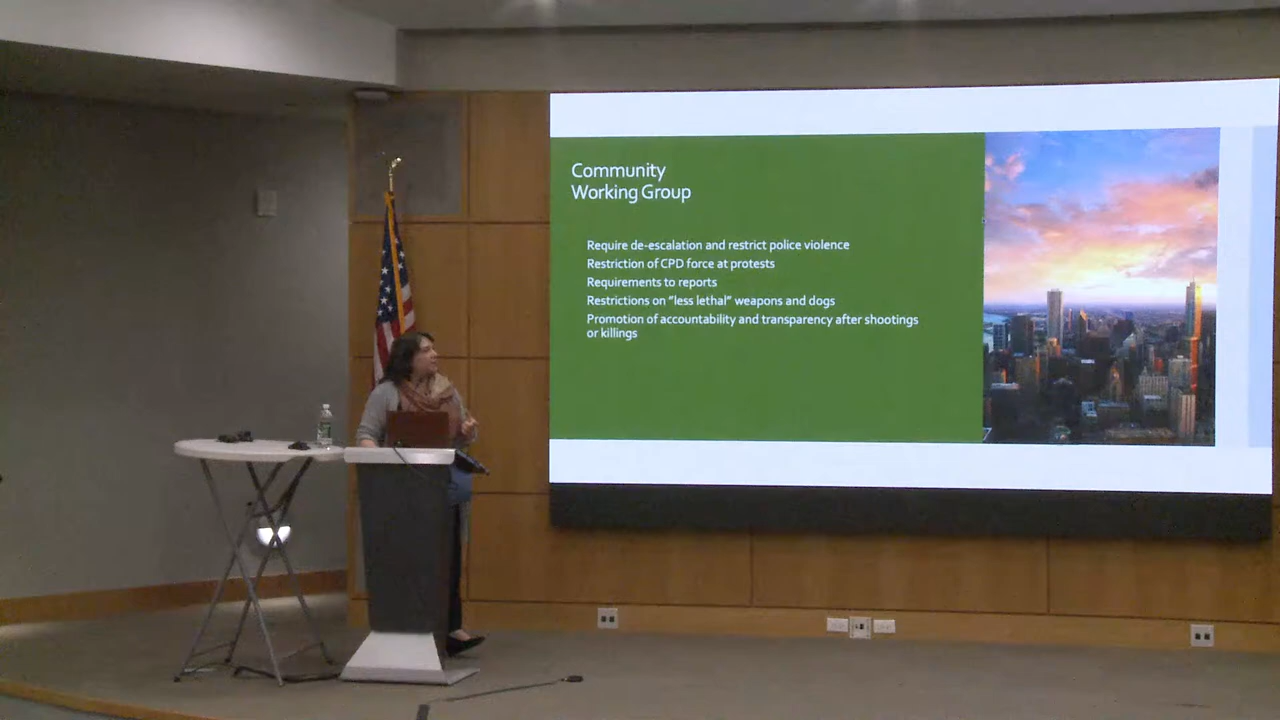 Community
Working Group
Require de-escalation and restrict police violence
Restriction of CPD force at protests
Requirements to reports
Restrictions on "less lethal" weapons and dogs
Promotion of accountability and transparency after shootings
or killings